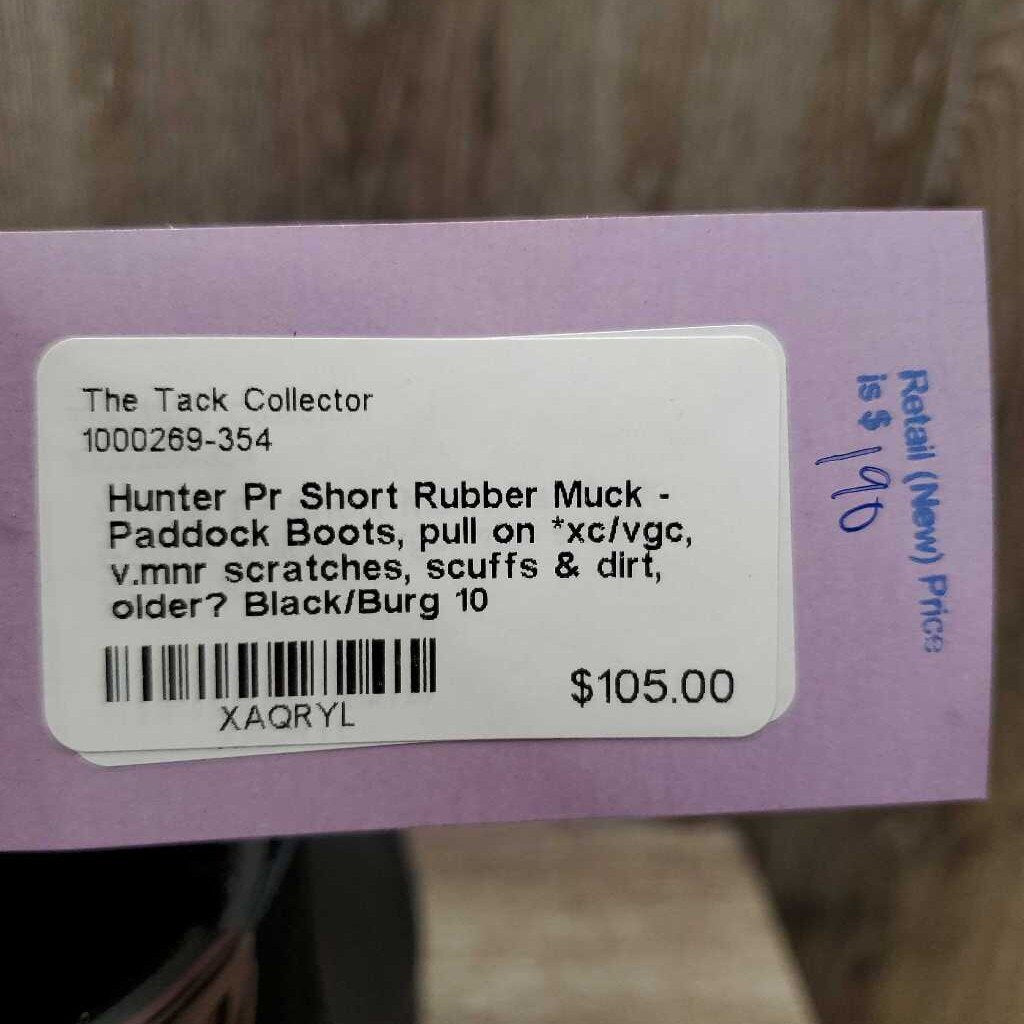 The Tack Collector
1000269-354
Hunter Pr Short Rubber Muck -
Paddock Boots, pull on *xc/vgc,
v.mnr scratches, scuffs & dirt,
older? Black/Burg 10
XAQRYL
$105.00
Retail (New) Price
is $ 190